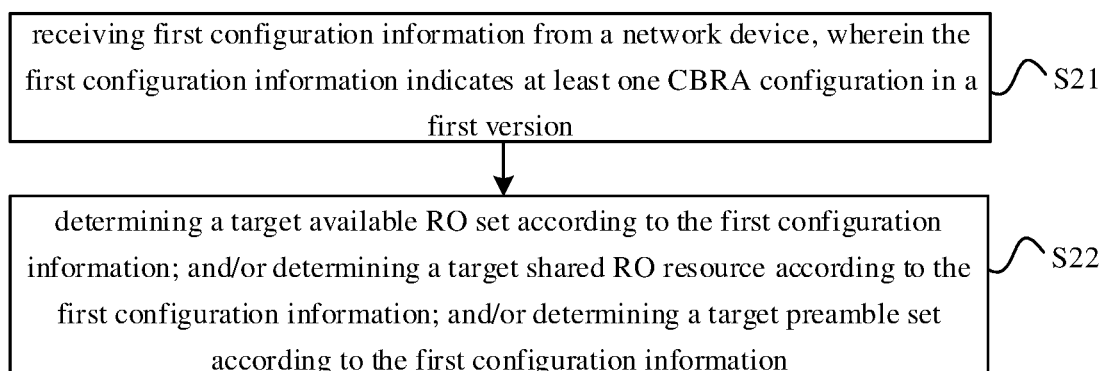 receiving first configuration information from a network device, wherein the
first configuration information indicates at least one CBRA configuration in a
first version
S21
determining a target available RO set according to the first configuration
information; and/or determining a target shared RO resource according to the
first configuration information; and/or determining a target preamble set
according to the first configuration information
S22